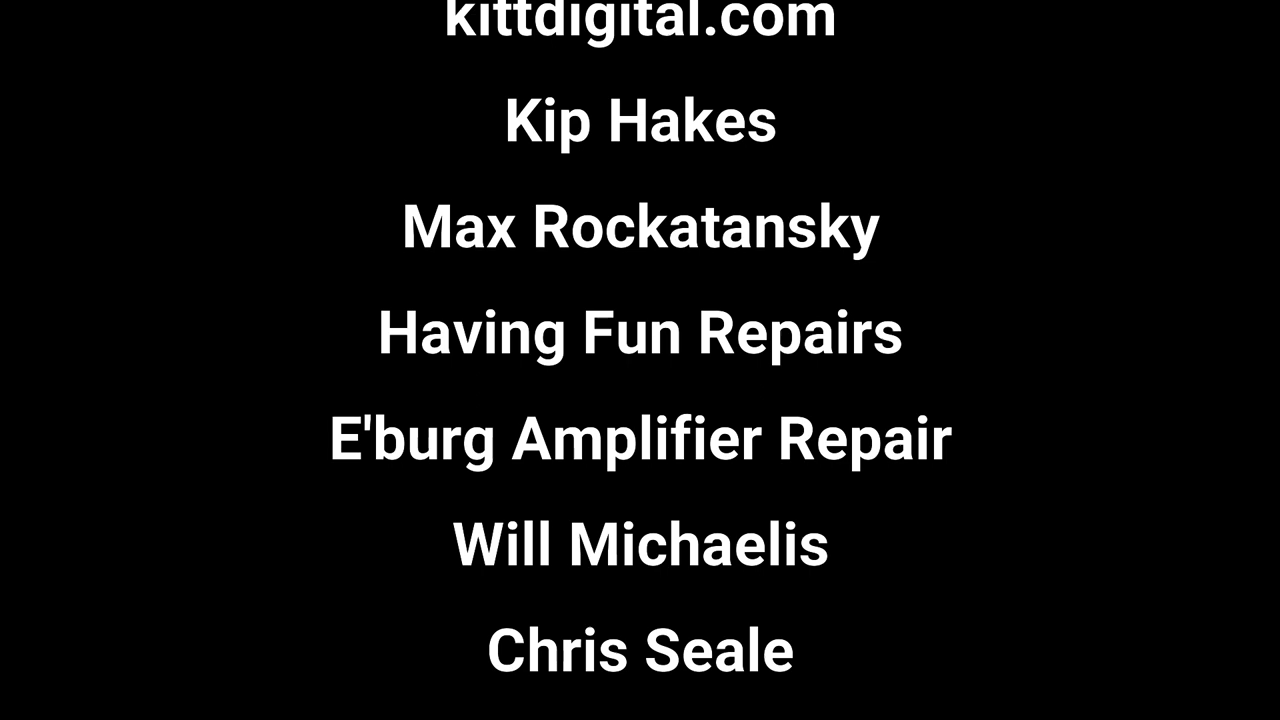 kittdigital.com
Kip Hakes
Max Rockatansky
Having Fun Repairs
E'burg Amplifier Repair
Will Michaelis
Chris Seale